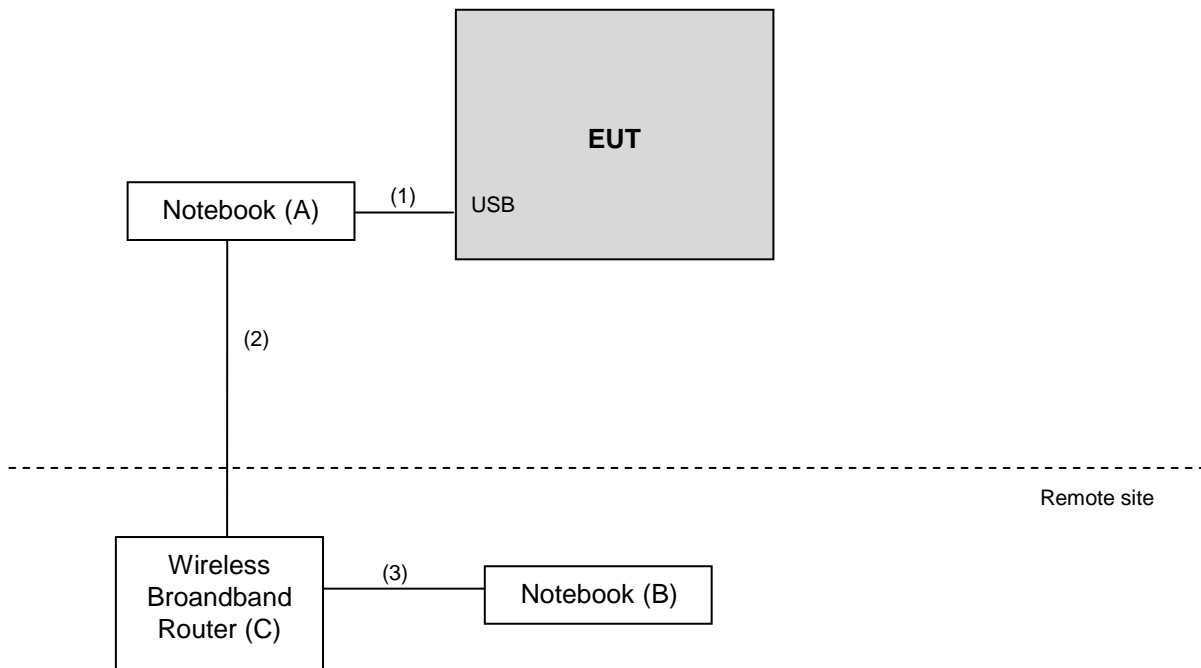 EUT
(1)
Notebook (A)
USB
(2)
Remote site
Wireless
Broandband
Router (C)
(3)
Notebook (B)